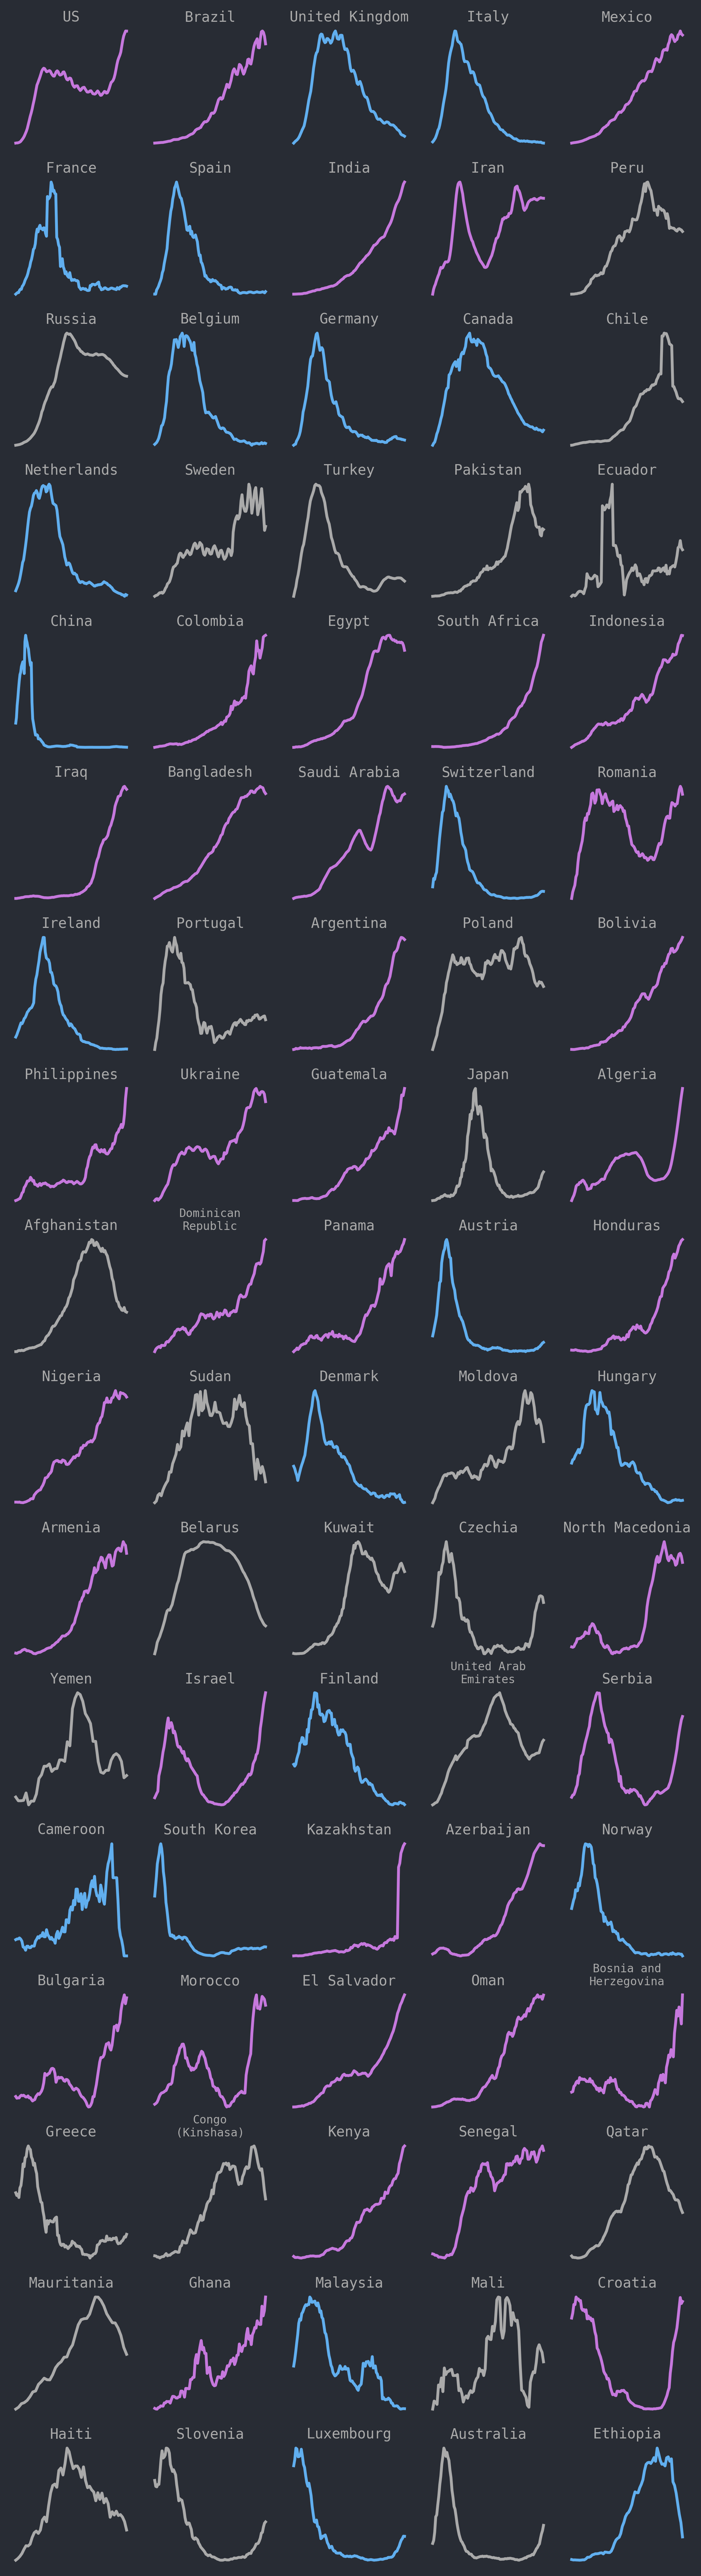 US
Brazil
United Kingdom
Italy
Mexico
France
Spain
India
Iran
Peru
Russia
Belgium
Germany
Canada
Chile
Netherlands
Sweden
Turkey
Pakistan
Ecuador
China
Colombia
Egypt
South Africa
Indonesia
Iraq
Bangladesh
Saudi Arabia
Switzerland
Romania
Ireland
Portugal
Argentina
Poland
Bolivia
Philippines
Ukraine
Guatemala
Japan
Algeria
Afghanistan
Dominican
Republic
Panama
Austria
Honduras
Nigeria
Sudan
Denmark
Moldova
Hungary
Armenia
Belarus
Kuwait
Czechia
North Macedonia
Yemen
Israel
Finland
United Arab
Emirates
Serbia
Cameroon
South Korea
Kazakhstan
Azerbaijan
Norway
Bulgaria
Morocco
El Salvador
Oman
Bosnia and
Herzegovina
Greece
Congo
(Kinshasa)
Kenya
Senegal
Qatar
Mauritania
Ghana
Malaysia
Mali
Croatia
Haiti
Slovenia
Luxembourg
Australia
Ethiopia